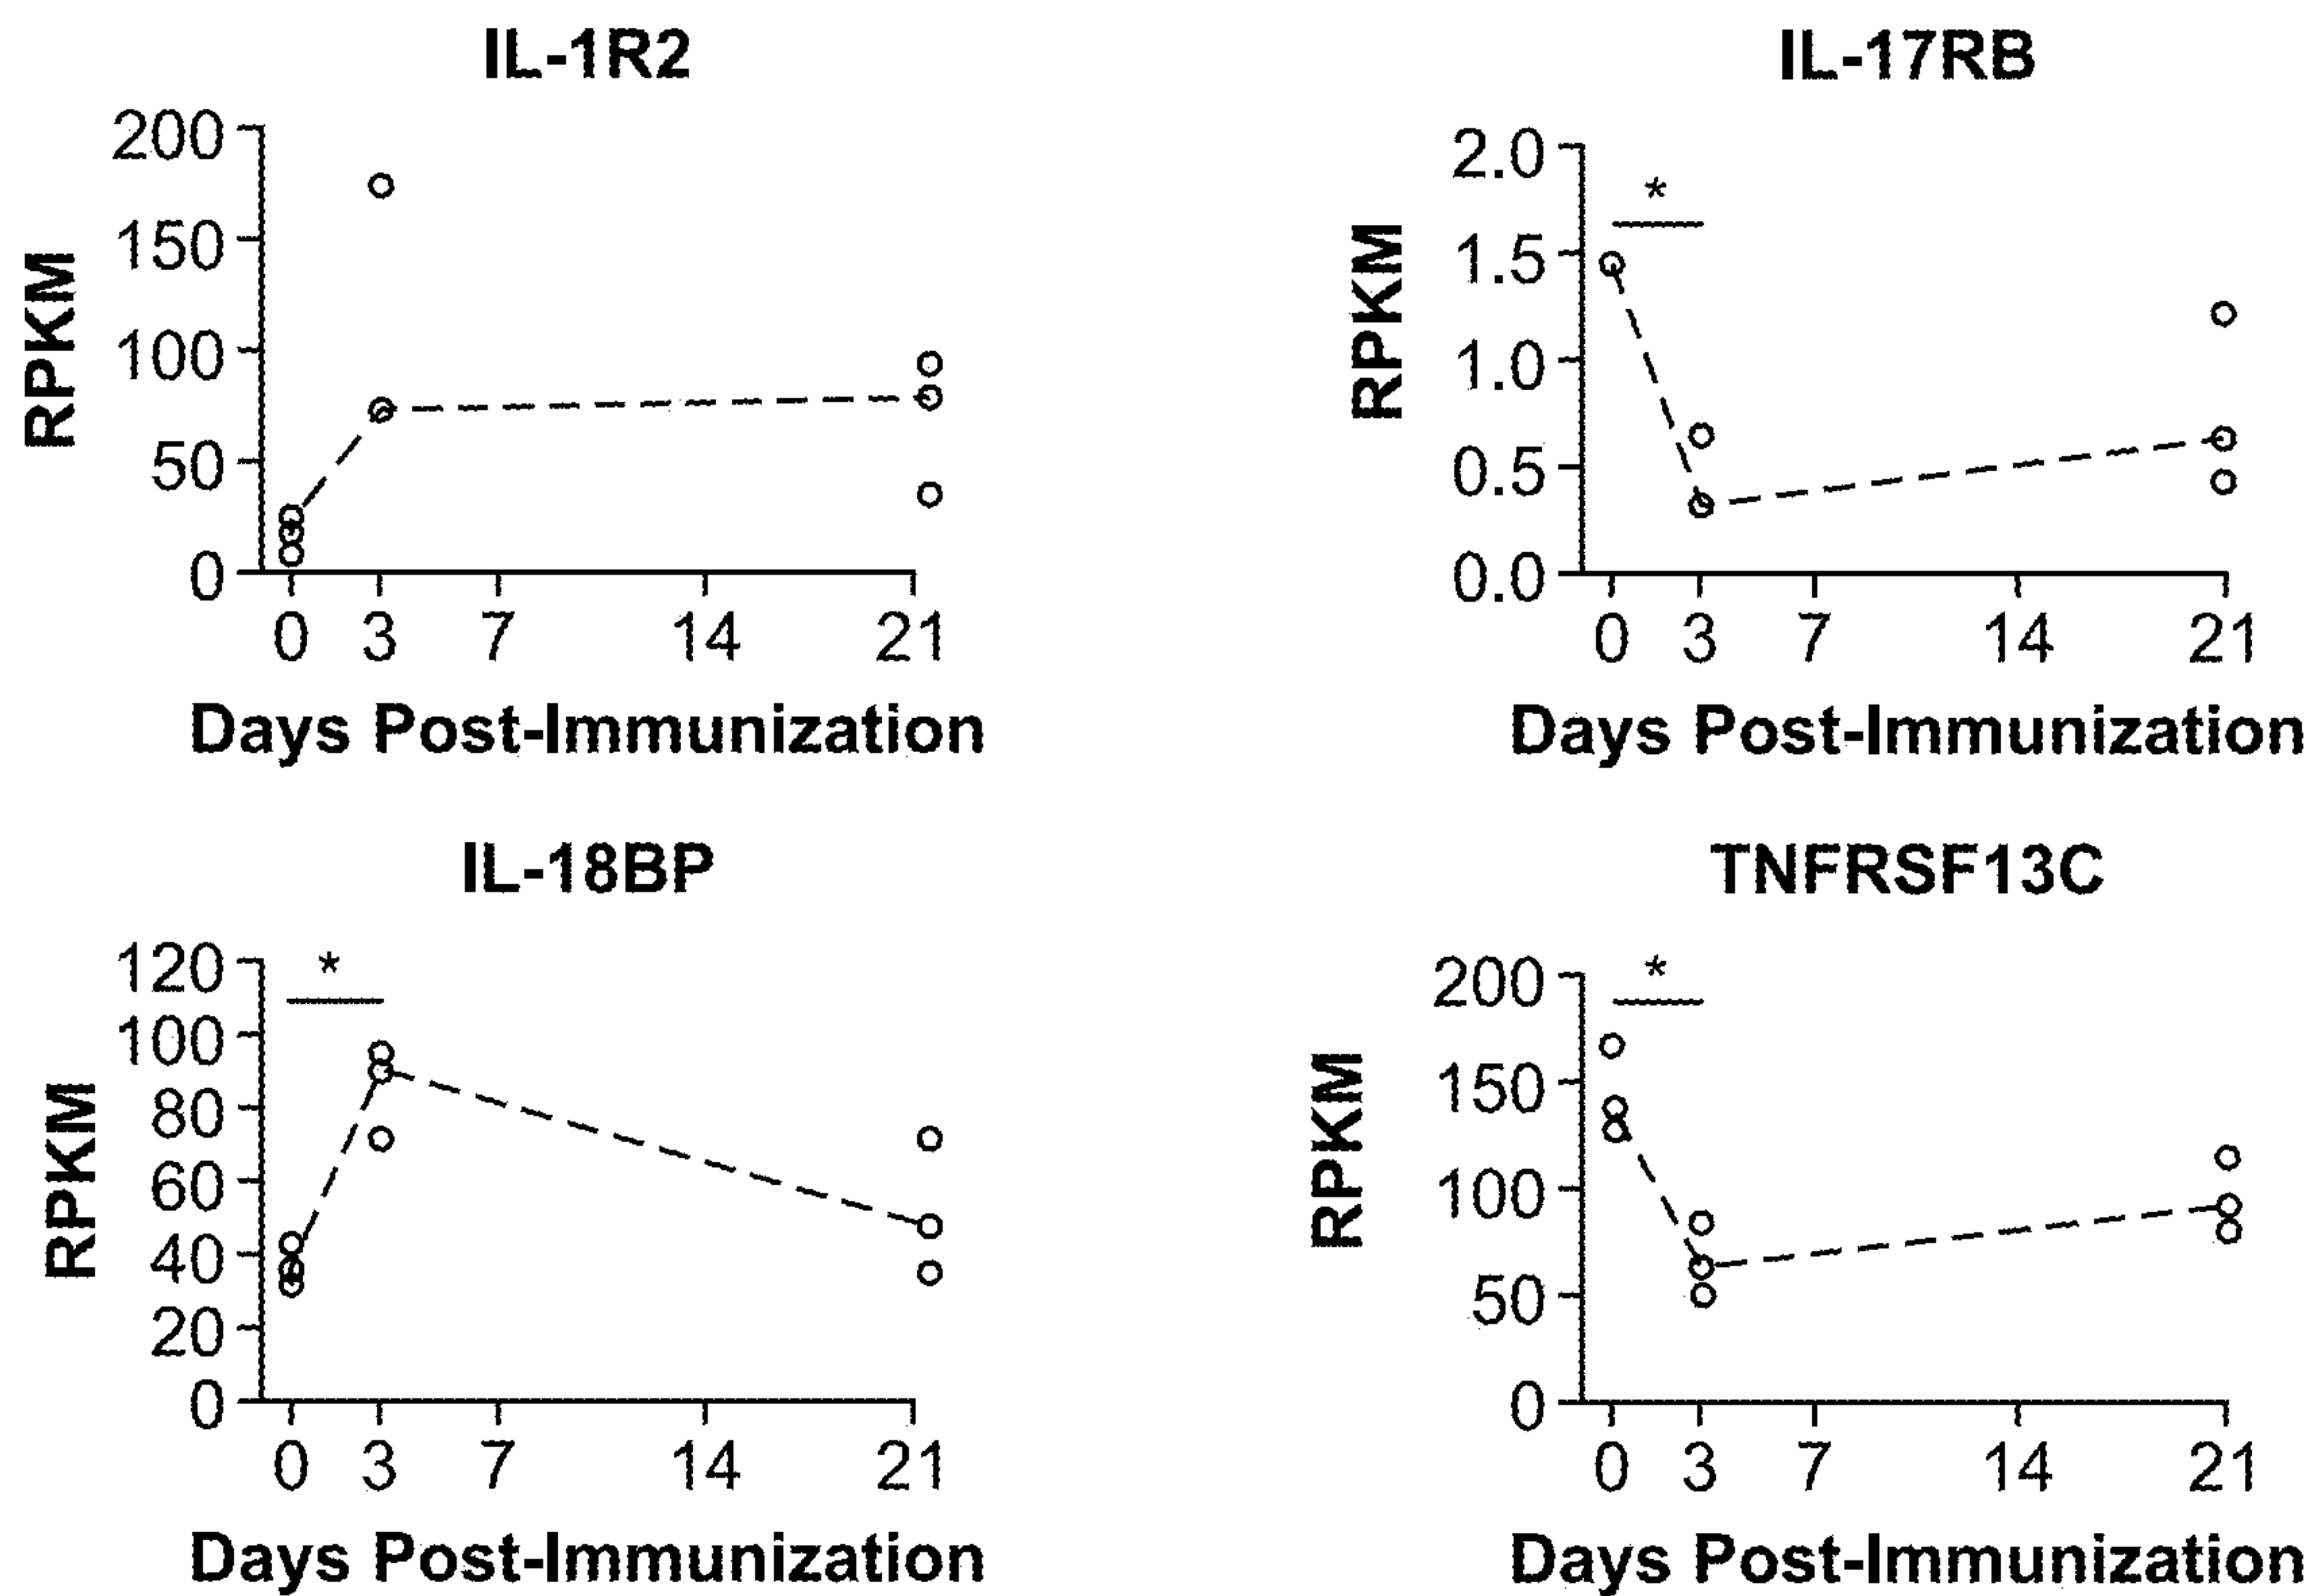 IL-1R2
RPKM
200
150
100
50
0
0 3 7 14 21
Days Post-Immunization
IL-17RB
RPKM
2.0
1.5
1.0
0.5
0.0
*
0 3 7 14 21
Days Post-Immunization
IL-18BP
RPKM
120
100
80
60
40
20
0
*
0 3 7 14 21
Days Post-Immunization
TNFRSF13C
RPKM
200
150
100
50
0
*
0 3 7 14 21
Days Post-Immunization